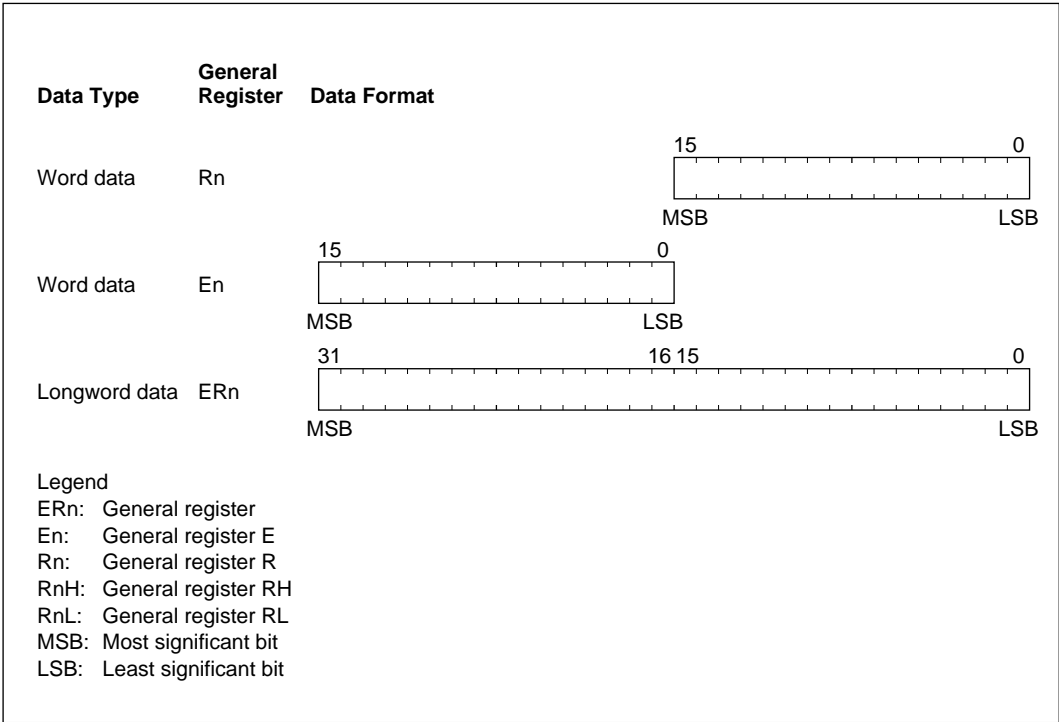 General
Data Type Register Data Format
15 0
Word data Rn
MSB LSB
15 0
Word data En
MSB LSB
31 16 15 0
Longword data ERn
MSB LSB
Legend
ERn: General register
En: General register E
Rn: General register R
RnH: General register RH
RnL: General register RL
MSB: Most significant bit
LSB: Least significant bit